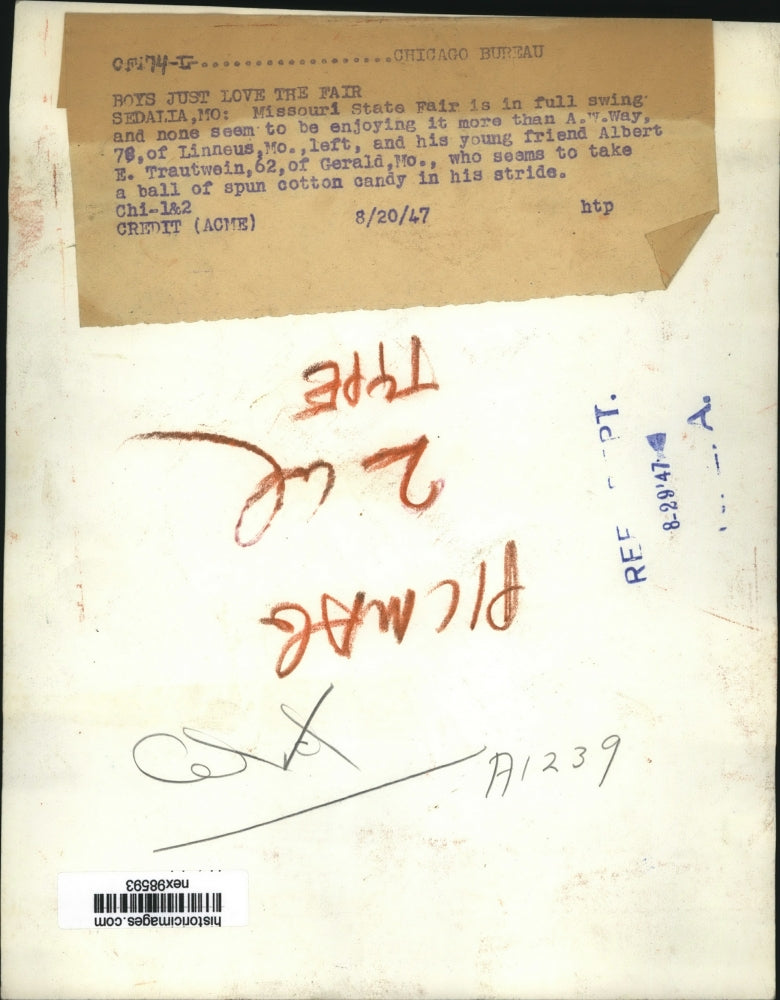 CHICAGO BUREAU
BOYS JUST LOVE THE FAIR
SEDALIA,MO: Missouri State Fair is in full swing
and none seem to be enjoying it more than A.W.Way,
of Linneus,Mo.,left, and his young friend Albert
E. Trautwein,62,of Gerald,Mo., who seems to take
a ball of spun cotton candy in his stride.
Chi-1&2 8/20/47 htp
CREDIT (ACME)
TYPE
2
PICMAG
REF PT.
8-29'47
A.
A1239
historicimages.com
nex98593